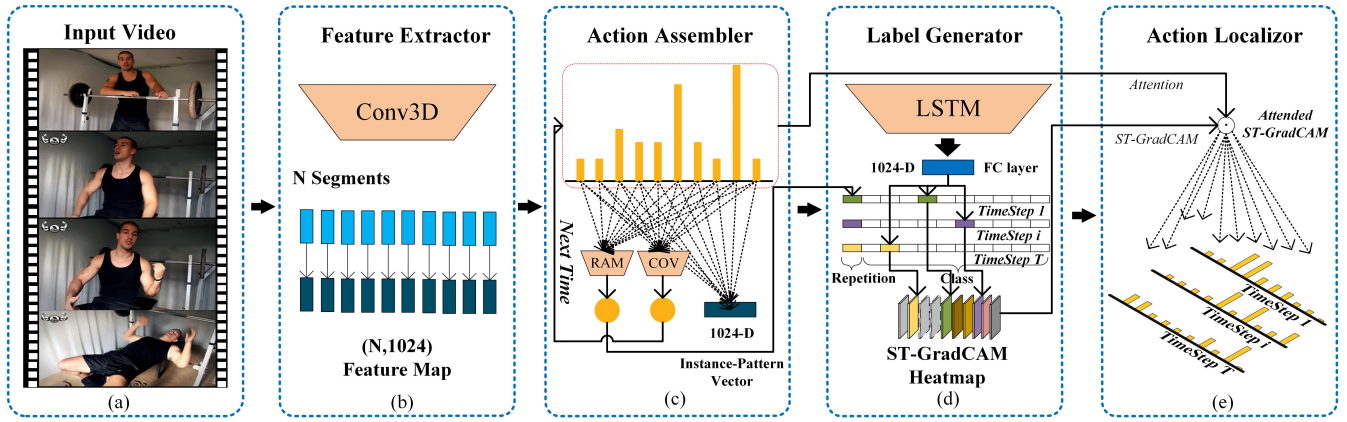 Input Video
(a)
Feature Extractor
Conv3D
N Segments
(N,1024)
Feature Map
(b)
Action Assembler
Next Time
RAM
COV
1024-D
Instance-Pattern
Vector
(c)
Label Generator
LSTM
1024-D
FC layer
TimeStep 1
TimeStep i
TimeStep T
Repetition
Class
ST-GradCAM
Heatmap
(d)
Action Localizor
Attention
ST-GradCAM
Attended
ST-GradCAM
TimeStep 1
TimeStep i
TimeStep T
(e)